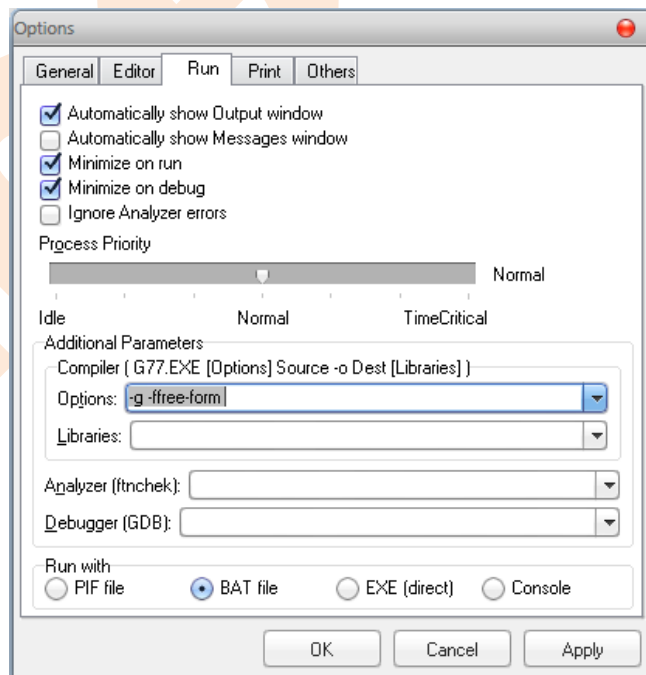 Options
General Editor Run Print Others
Automatically show Output window
Automatically show Messages window
Minimize on run
Minimize on debug
Ignore Analyzer errors
Process Priority
Normal
Idle Normal TimeCritical
Additional Parameters
Compiler ( G77.EXE [Options] Source -o Dest [Libraries] )
Options: -g -ffree-form
Libraries:
Analyzer (ftnchek):
Debugger (GDB):
Run with
PIF file BAT file EXE (direct) Console
OK Cancel Apply